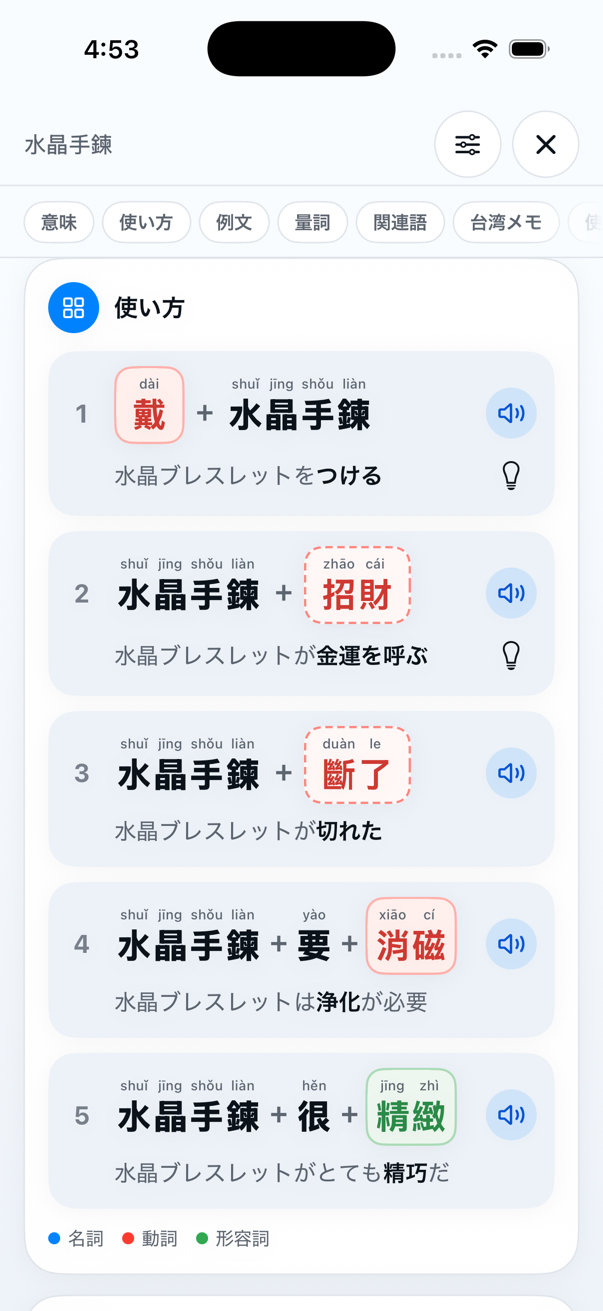 4:53
水晶手鍊
意味 使い方 例文 量詞 関連語 台湾メモ 使
使い方
dài shuǐ jīng shǒu liàn
1 戴 + 水晶手鍊
水晶ブレスレットをつける
shuǐ jīng shǒu liàn zhāo cái
2 水晶手鍊 + 招財
水晶ブレスレットが金運を呼ぶ
shuǐ jīng shǒu liàn duàn le
3 水晶手鍊 + 斷了
水晶ブレスレットが切れた
shuǐ jīng shǒu liàn yào xiāo cí
4 水晶手鍊 + 要 + 消磁
水晶ブレスレットは浄化が必要
shuǐ jīng shǒu liàn hěn jīng zhì
5 水晶手鍊 + 很 + 精緻
水晶ブレスレットがとても精巧だ
名詞 動詞 形容詞